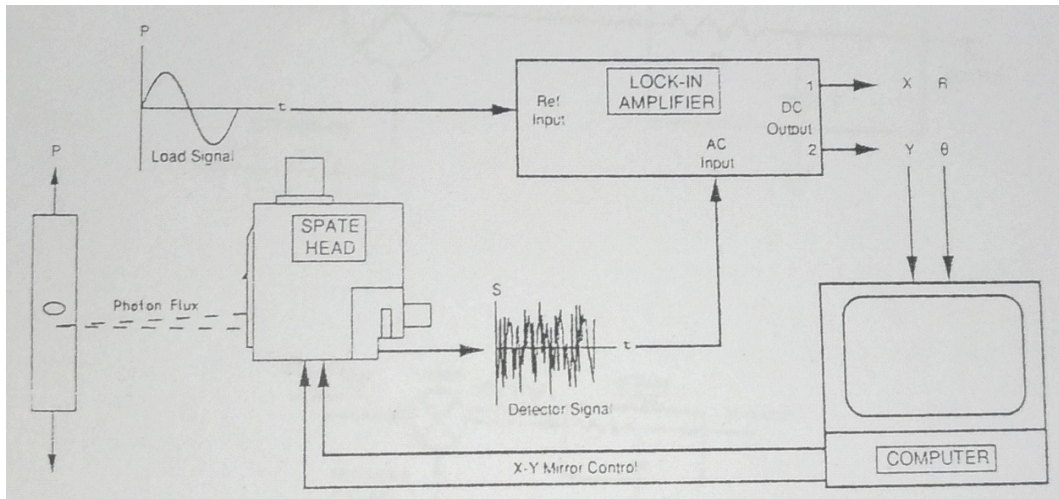 P
t
Load Signal
Ref
Input
LOCK-IN
AMPLIFIER
1
DC
Output
2
AC
Input
X R
Y θ
P
SPATE
HEAD
Photon Flux
S
t
Detector Signal
X-Y Mirror Control
COMPUTER